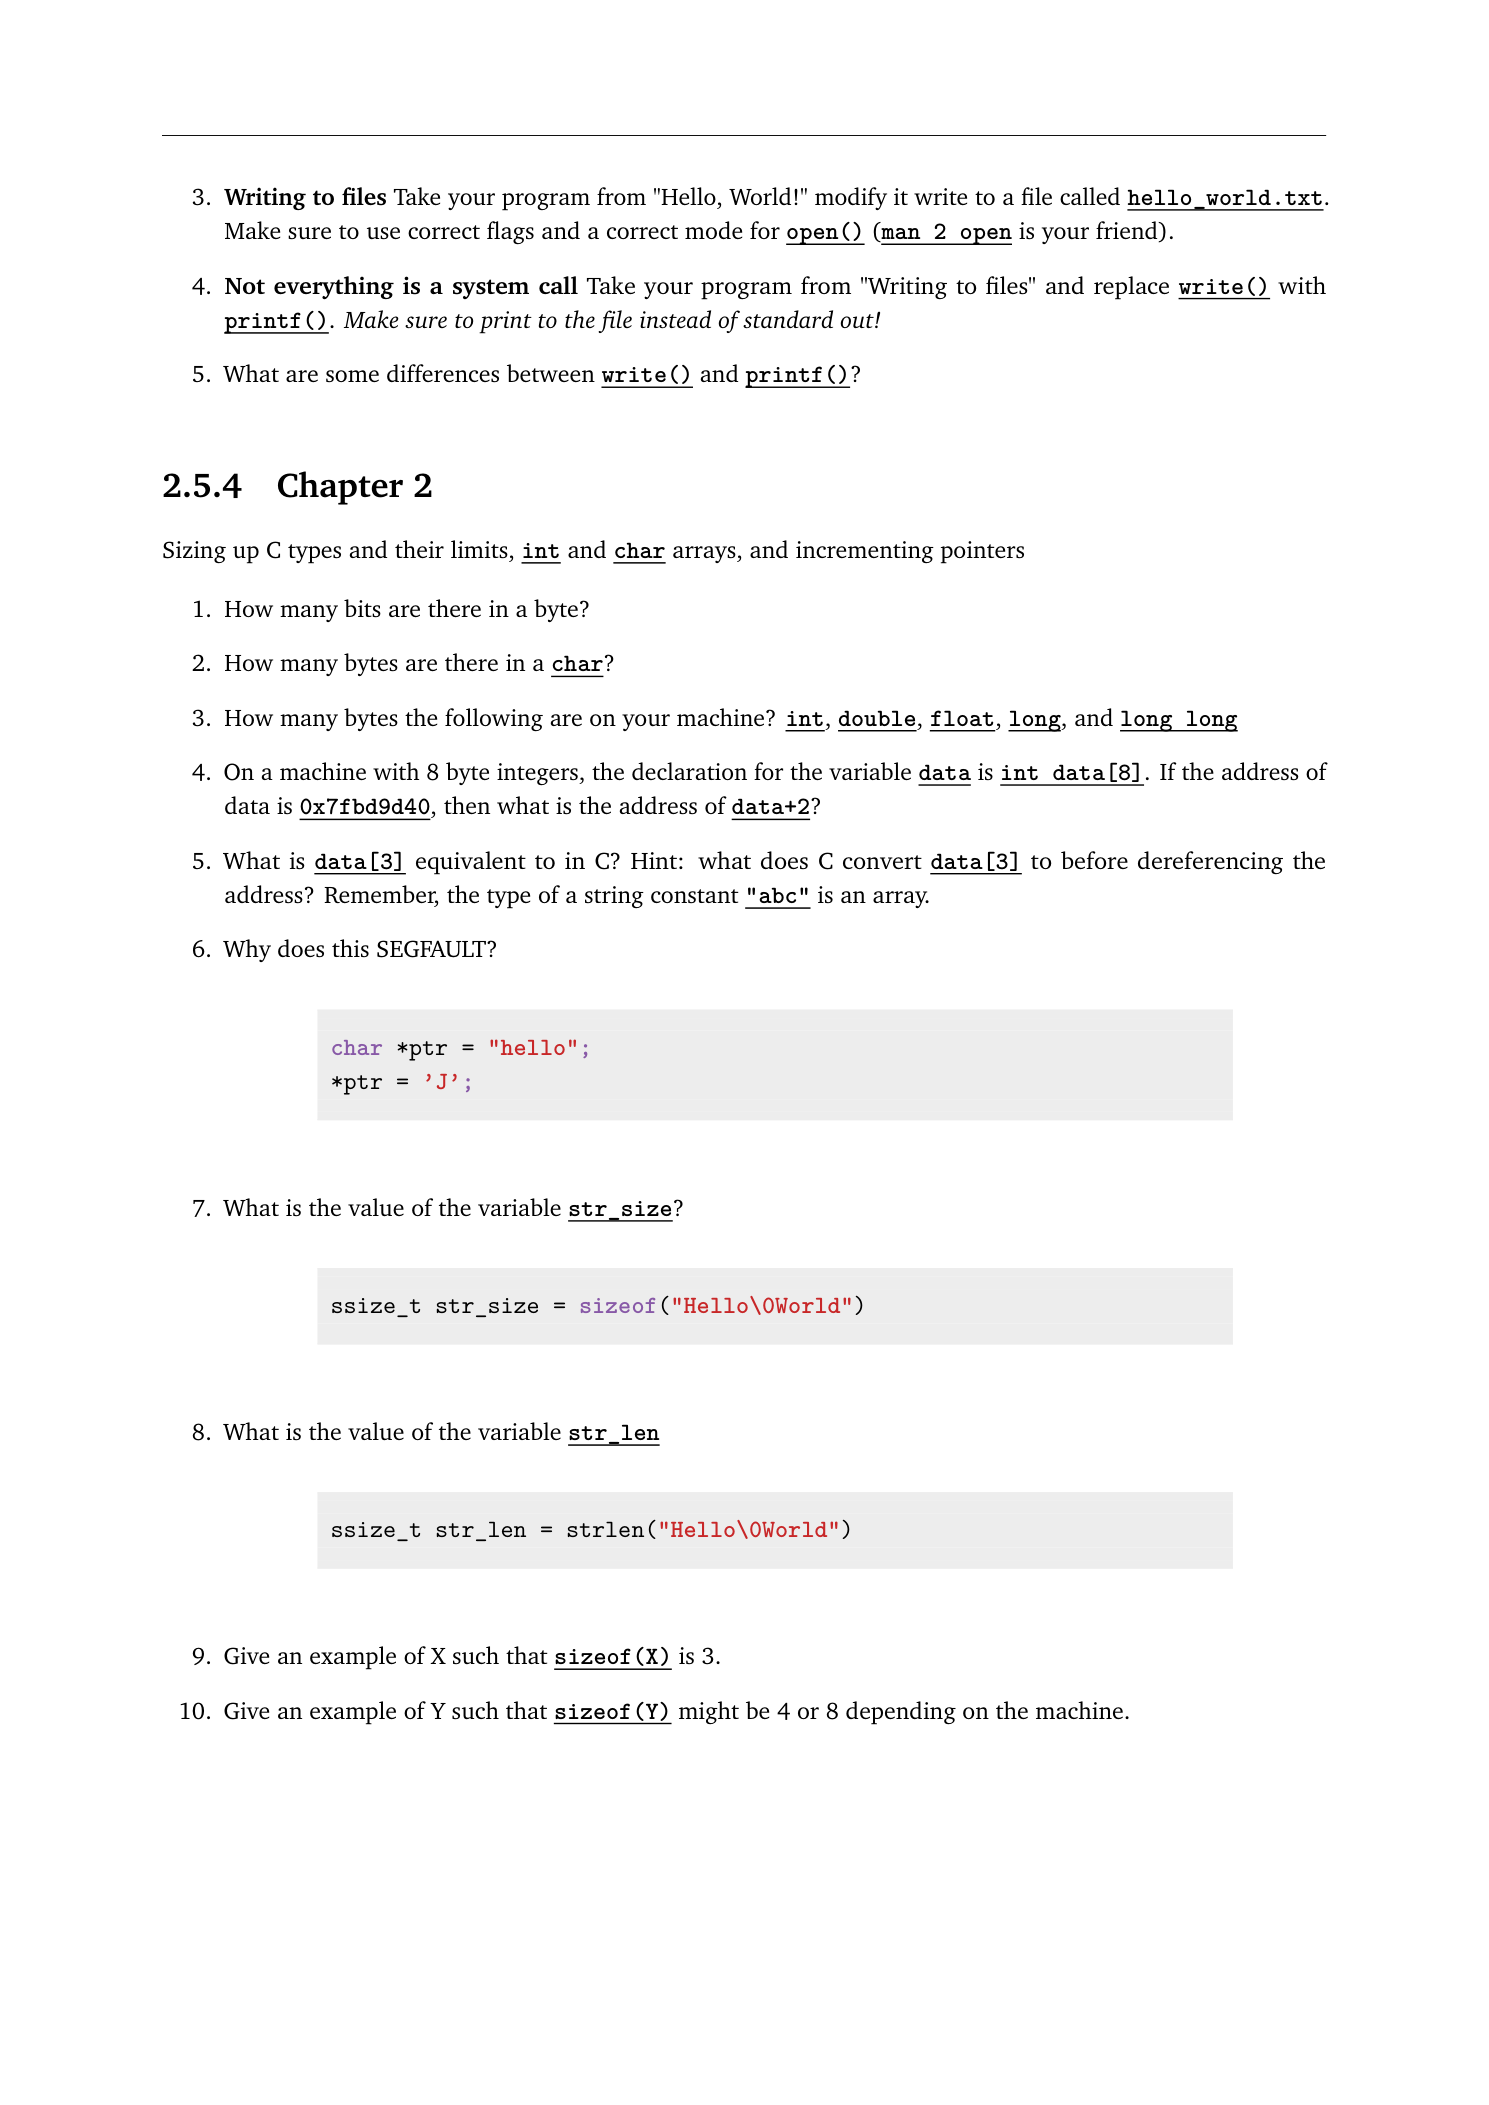 3. Writing to files Take your program from "Hello, World!" modify it write to a file called hello_world.txt.
Make sure to use correct flags and a correct mode for open() (man 2 open is your friend).
4. Not everything is a system call Take your program from "Writing to files" and replace write() with
printf(). Make sure to print to the file instead of standard out!
5. What are some differences between write() and printf()?
2.5.4 Chapter 2
Sizing up C types and their limits, int and char arrays, and incrementing pointers
1. How many bits are there in a byte?
2. How many bytes are there in a char?
3. How many bytes the following are on your machine? int, double, float, long, and long long
4. On a machine with 8 byte integers, the declaration for the variable data is int data[8]. If the address of
data is 0x7fbd9d40, then what is the address of data+2?
5. What is data[3] equivalent to in C? Hint: what does C convert data[3] to before dereferencing the
address? Remember, the type of a string constant "abc" is an array.
6. Why does this SEGFAULT?
char *ptr = "hello";
*ptr = ’J’;
7. What is the value of the variable str_size?
ssize_t str_size = sizeof("Hello\0World")
8. What is the value of the variable str_len
ssize_t str_len = strlen("Hello\0World")
9. Give an example of X such that sizeof(X) is 3.
10. Give an example of Y such that sizeof(Y) might be 4 or 8 depending on the machine.